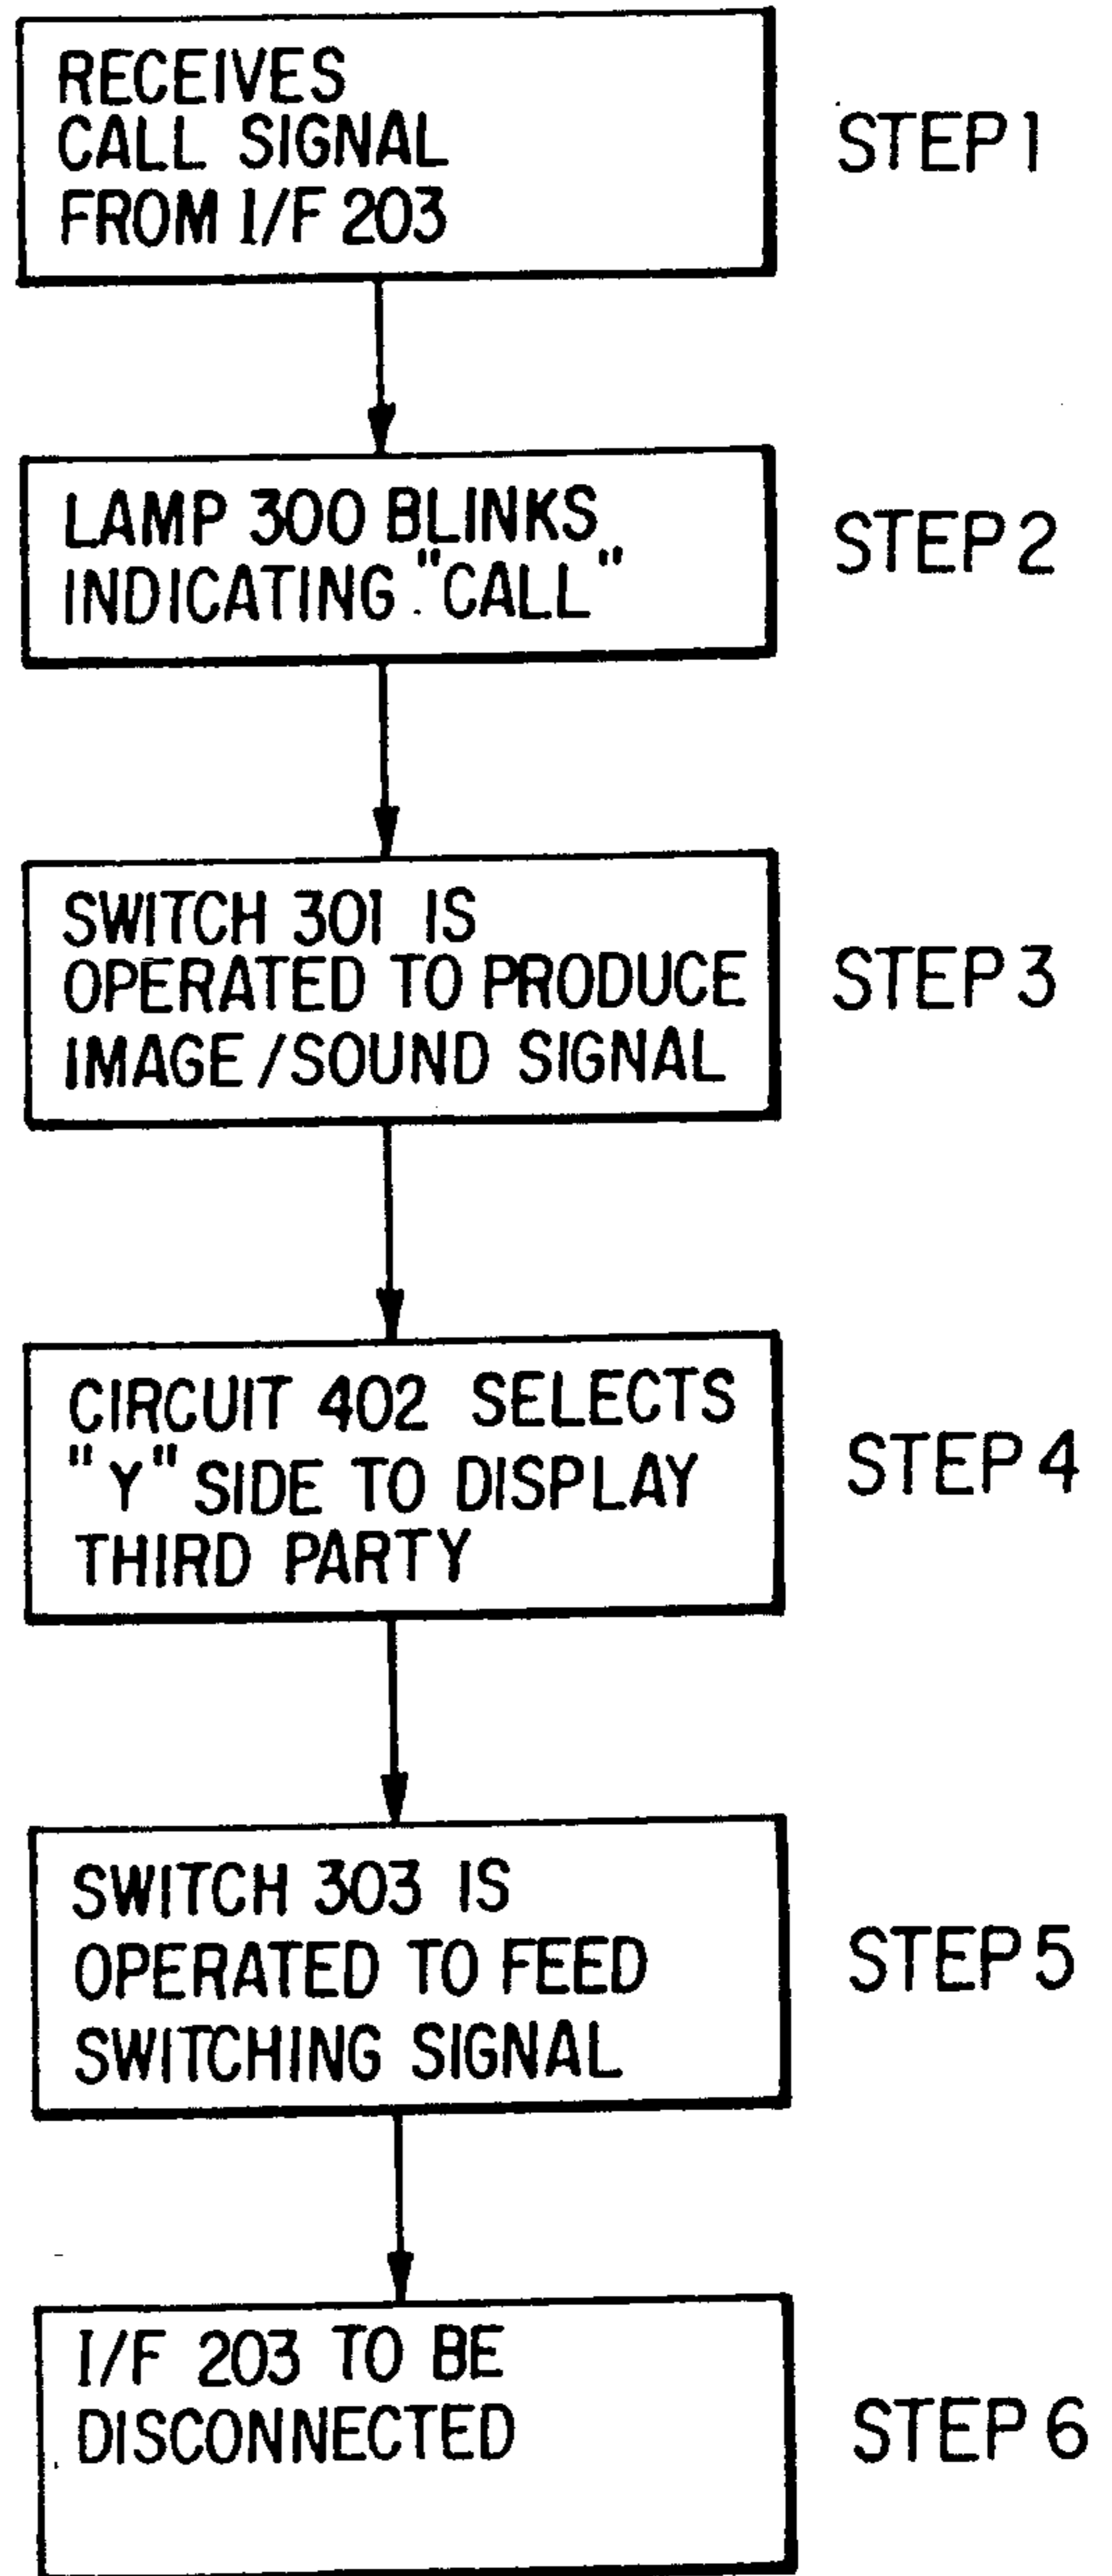 RECEIVES
CALL SIGNAL
FROM I/F 203
STEP 1
LAMP 300 BLINKS
INDICATING "CALL"
STEP 2
SWITCH 301 IS
OPERATED TO PRODUCE
IMAGE/SOUND SIGNAL
STEP 3
CIRCUIT 402 SELECTS
"Y" SIDE TO DISPLAY
THIRD PARTY
STEP 4
SWITCH 303 IS
OPERATED TO FEED
SWITCHING SIGNAL
STEP 5
I/F 203 TO BE
DISCONNECTED
STEP 6